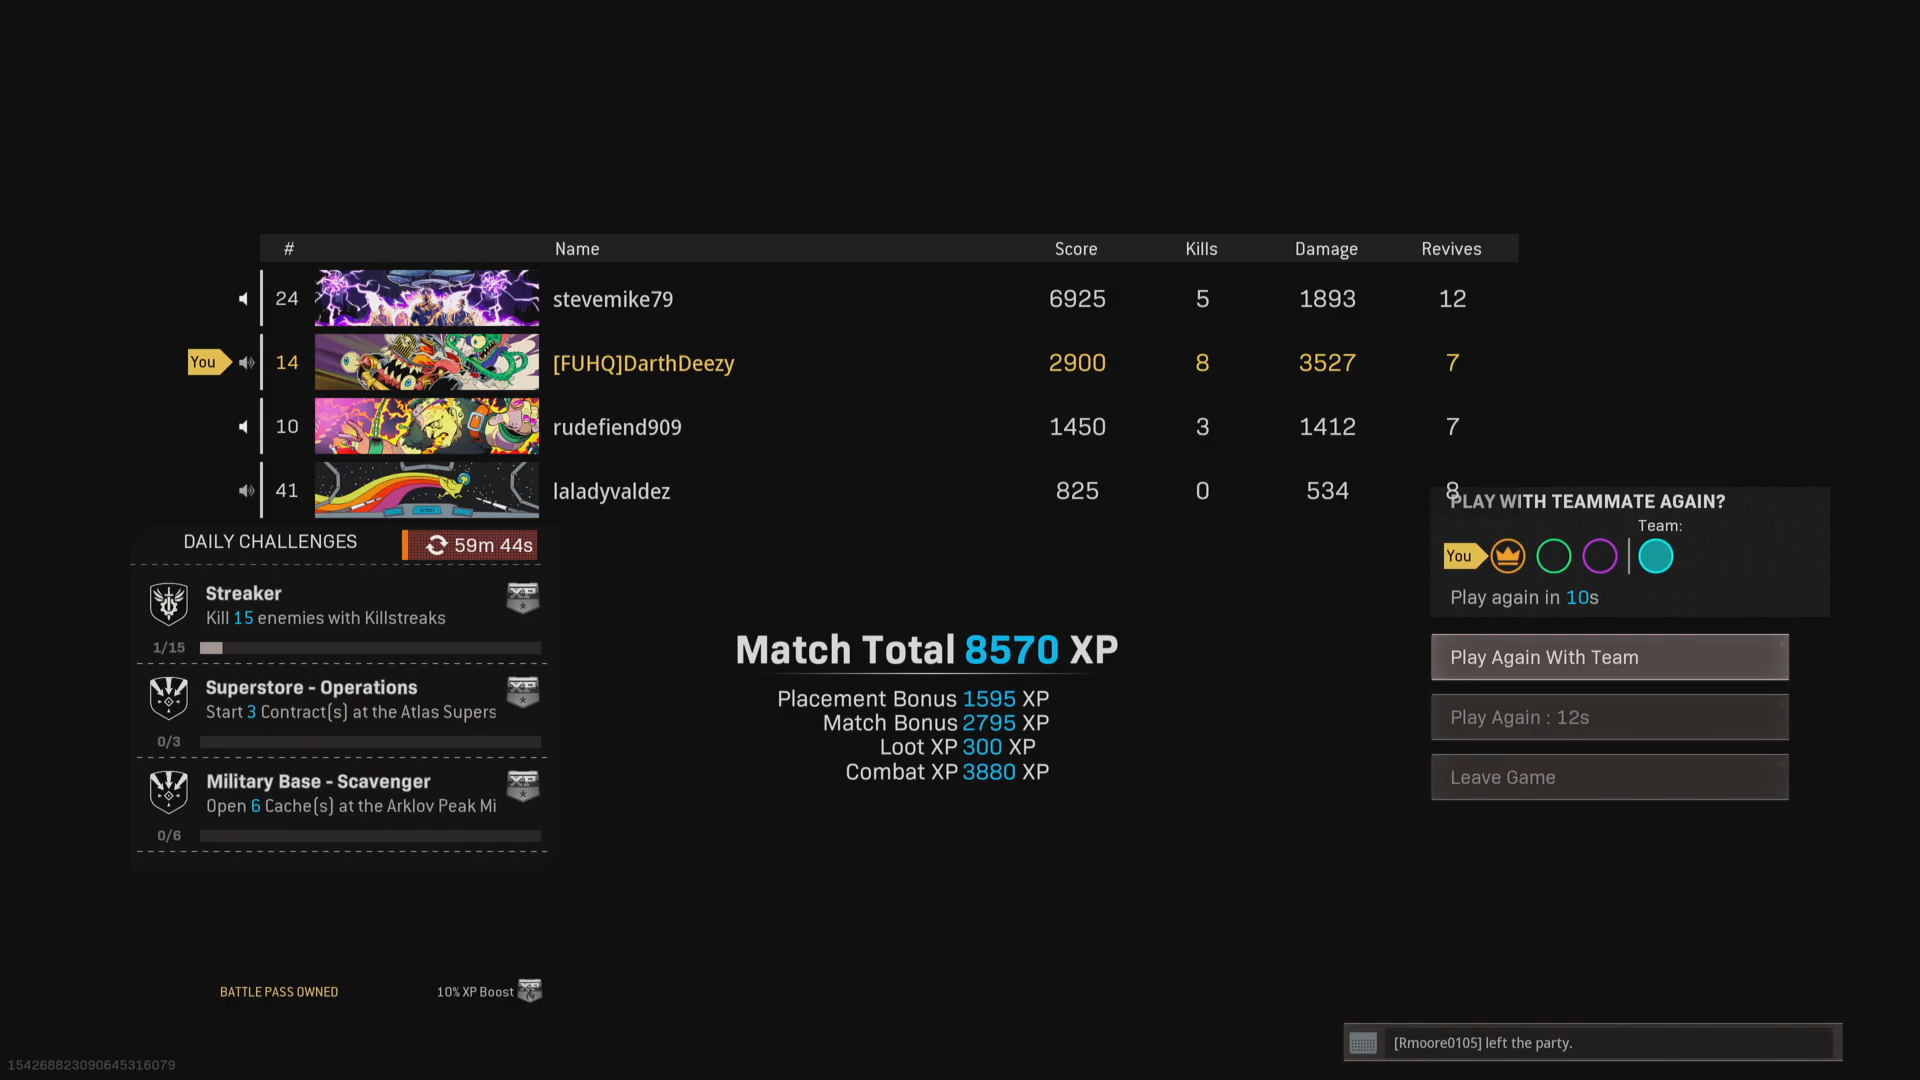 # Name Score Kills Damage Revives
24 stevemike79 6925 5 1893 12
You 14 [FUHQ]DarthDeezy 2900 8 3527 7
10 rudefiend909 1450 3 1412 7
41 laladyvaldez 825 0 534 8
DAILY CHALLENGES 59m 44s
Streaker XP
Kill 15 enemies with Killstreaks
1/15
Superstore - Operations XP
Start 3 Contract(s) at the Atlas Supers
0/3
Military Base - Scavenger XP
Open 6 Cache(s) at the Arklov Peak Mi
0/6
BATTLE PASS OWNED 10% XP Boost XP
Match Total 8570 XP
Placement Bonus 1595 XP
Match Bonus 2795 XP
Loot XP 300 XP
Combat XP 3880 XP
PLAY WITH TEAMMATE AGAIN?
Team:
You
Play again in 10s
Play Again With Team
Play Again : 12s
Leave Game
[Rmoore0105] left the party.
15426882309064531​6079